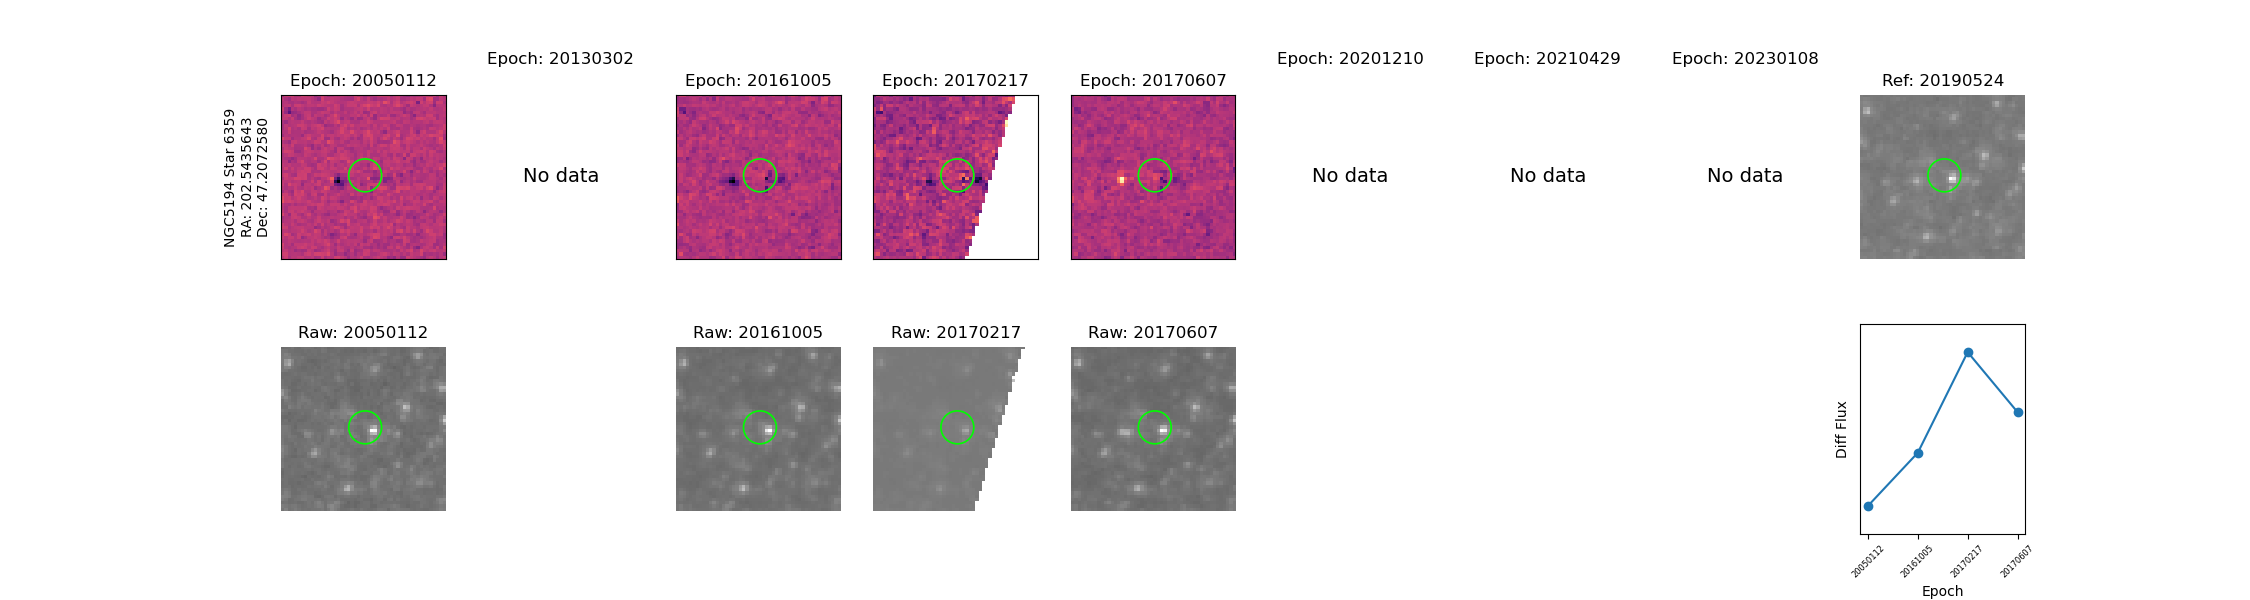 Epoch: 20050112
Epoch: 20130302
Epoch: 20161005
Epoch: 20170217
Epoch: 20170607
Epoch: 20201210
Epoch: 20210429
Epoch: 20230108
Ref: 20190524
NGC5194 Star 6359
RA: 202.5435643
Dec: 47.2072580
No data
No data
No data
No data
Raw: 20050112
Raw: 20161005
Raw: 20170217
Raw: 20170607
Diff Flux
20050112
20161005
20170217
20170607
Epoch